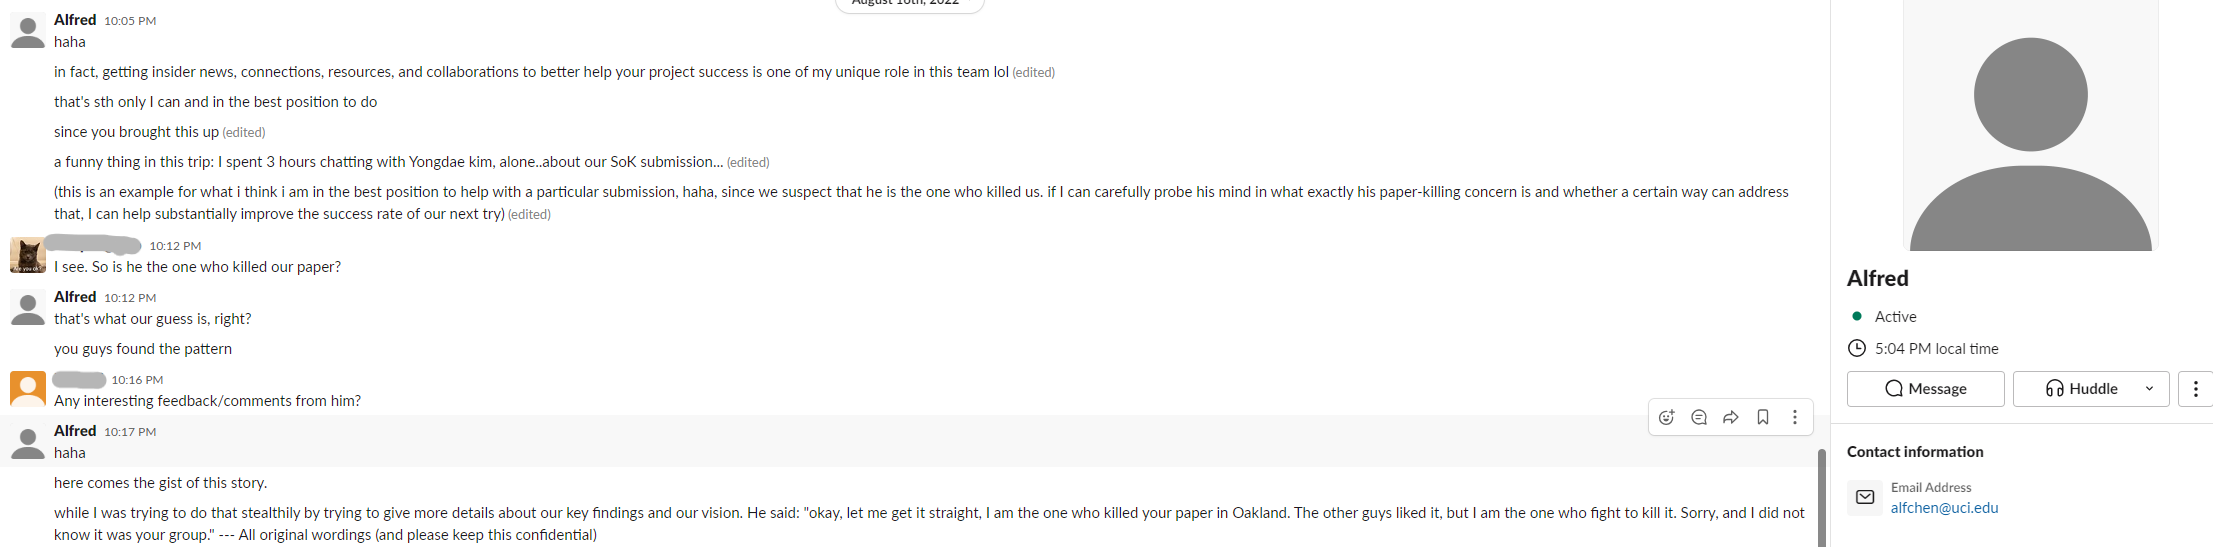 August 16th, 2022
Alfred 10:05 PM
haha
in fact, getting insider news, connections, resources, and collaborations to better help your project success is one of my unique role in this team lol (edited)
that's sth only I can and in the best position to do
since you brought this up (edited)
a funny thing in this trip: I spent 3 hours chatting with Yongdae kim, alone..about our SoK submission... (edited)
(this is an example for what i think i am in the best position to help with a particular submission, haha, since we suspect that he is the one who killed us. if I can carefully probe his mind in what exactly his paper-killing concern is and whether a certain way can address
that, I can help substantially improve the success rate of our next try) (edited)
10:12 PM
I see. So is he the one who killed our paper?
Alfred 10:12 PM
that's what our guess is, right?
you guys found the pattern
10:16 PM
Any interesting feedback/comments from him?
Alfred 10:17 PM
haha
here comes the gist of this story.
while I was trying to do that stealthily by trying to give more details about our key findings and our vision. He said: "okay, let me get it straight, I am the one who killed your paper in Oakland. The other guys liked it, but I am the one who fight to kill it. Sorry, and I did not
know it was your group." --- All original wordings (and please keep this confidential)
Alfred
Active
5:04 PM local time
Message
Huddle
Contact information
Email Address
alfchen@uci.edu